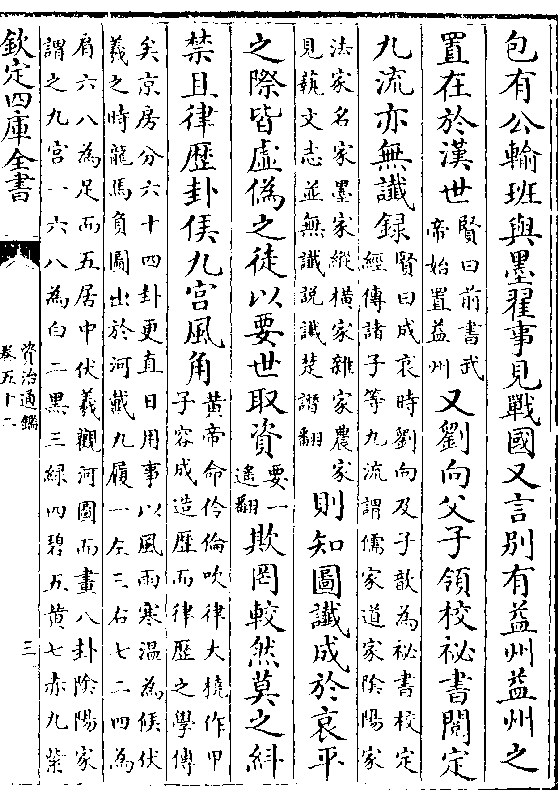 包有公輸班與墨翟事見戰國又言别有益州益州之
置在於漢世賢曰前書武帝始置益州又劉向父子領校祕書閲定
九流亦無讖録賢曰成哀時劉向及子歆為祕書校定經傳諸子等九流謂儒家道家隂陽家
法家名家墨家縱横家雜家農家見蓺文志並無讖説讖楚譖翻則知圖讖成於哀平
之際皆虚偽之徒以要世取資要一遥翻欺罔較然莫之糾
禁且律歴卦候九宫風角黄帝命伶倫吹律大撓作甲子容成造歴而律歴之學傳
矣京房分六十四卦更直日用事以風雨寒温為候伏羲之時龍馬負圖出於河戴九履一左三右七二四為
肩六八為足而五居中伏羲觀河圖而畫八卦隂陽家謂之九宫一六八為白二黒三緑四碧五黄七赤九紫
欽定四庫全書
資治通鑑
卷五十二
三